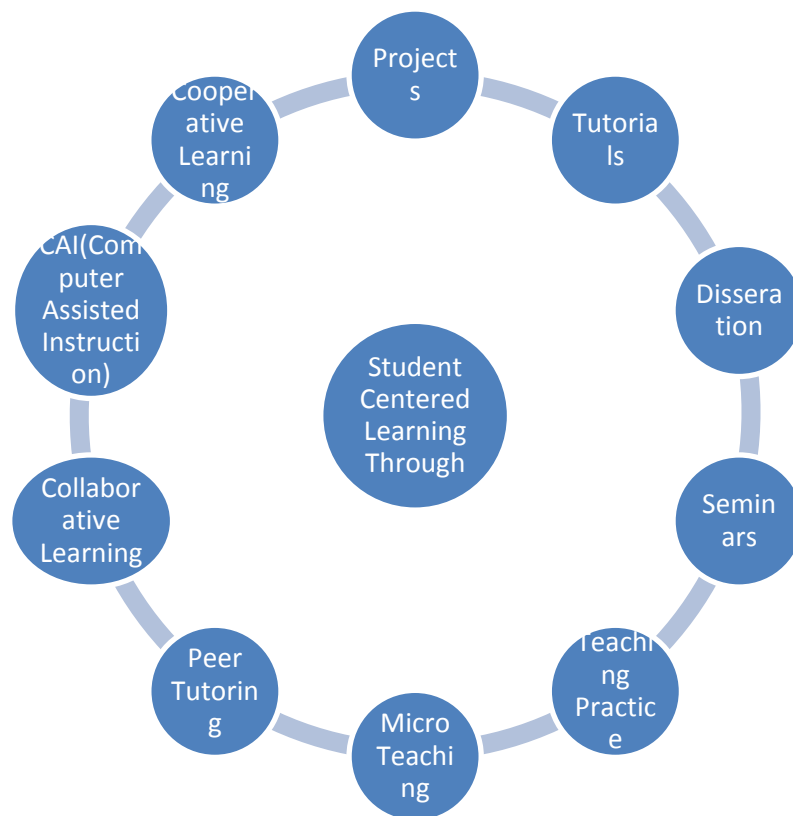 Project
s
Tutoria
ls
Dissera
tion
Semin
ars
Teachi
ng
Practic
e
Micro
Teachi
ng
Peer
Tutorin
g
Collabor
ative
Learning
CAI(Com
puter
Assisted
Instructi
on)
Cooper
ative
Learni
ng
Student
Centered
Learning
Through